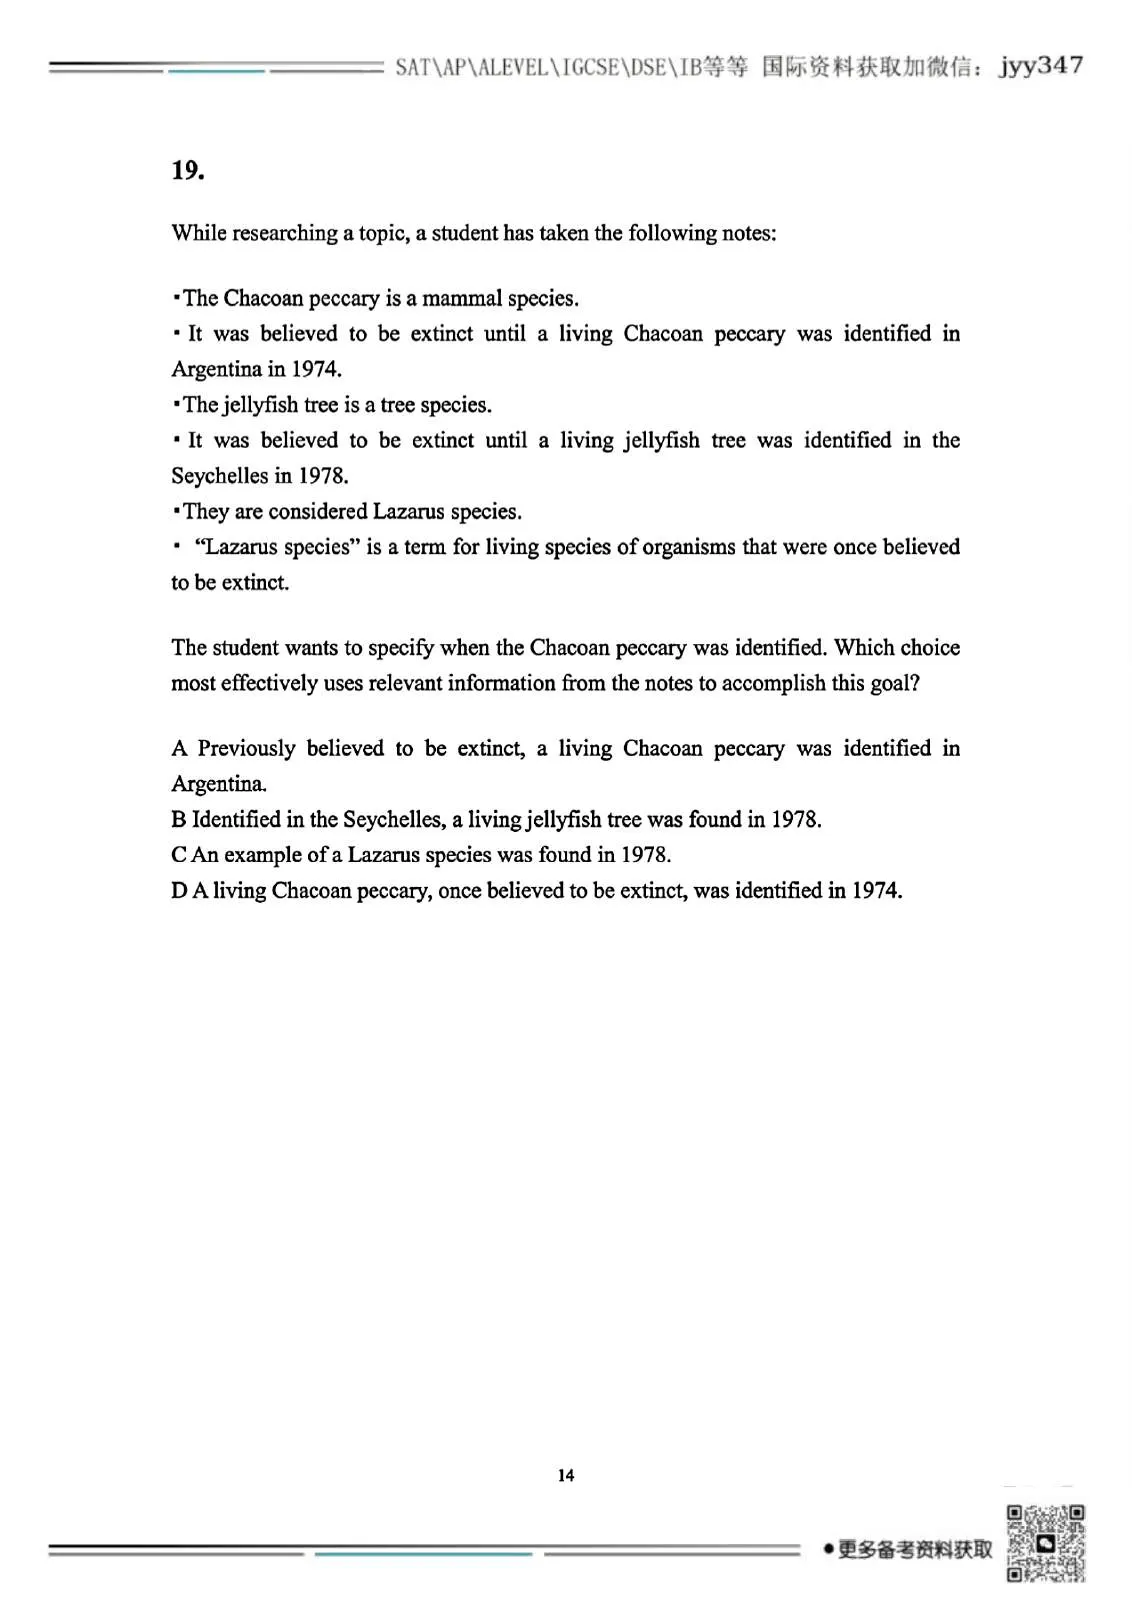 SAT\AP\ALEVEL\IGCSE\DSE\IB等等 国际资料获取加微信：jyy347
19.
While researching a topic, a student has taken the following notes:
▪The Chacoan peccary is a mammal species.
▪ It was believed to be extinct until a living Chacoan peccary was identified in
Argentina in 1974.
▪The jellyfish tree is a tree species.
▪ It was believed to be extinct until a living jellyfish tree was identified in the
Seychelles in 1978.
▪They are considered Lazarus species.
▪ “Lazarus species” is a term for living species of organisms that were once believed
to be extinct.
The student wants to specify when the Chacoan peccary was identified. Which choice
most effectively uses relevant information from the notes to accomplish this goal?
A Previously believed to be extinct, a living Chacoan peccary was identified in
Argentina.
B Identified in the Seychelles, a living jellyfish tree was found in 1978.
C An example of a Lazarus species was found in 1978.
D A living Chacoan peccary, once believed to be extinct, was identified in 1974.
14
●更多备考资料获取